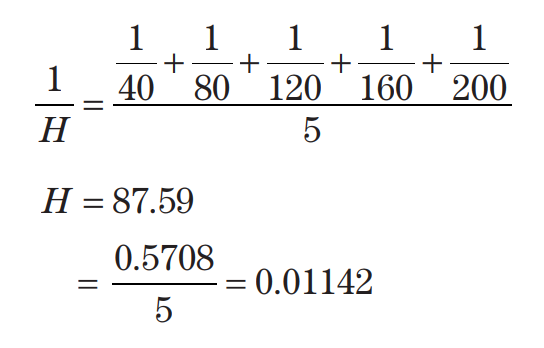 1/H = (1/40 + 1/80 + 1/120 + 1/160 + 1/200)/5
H = 87.59
= 0.5708/5 = 0.01142